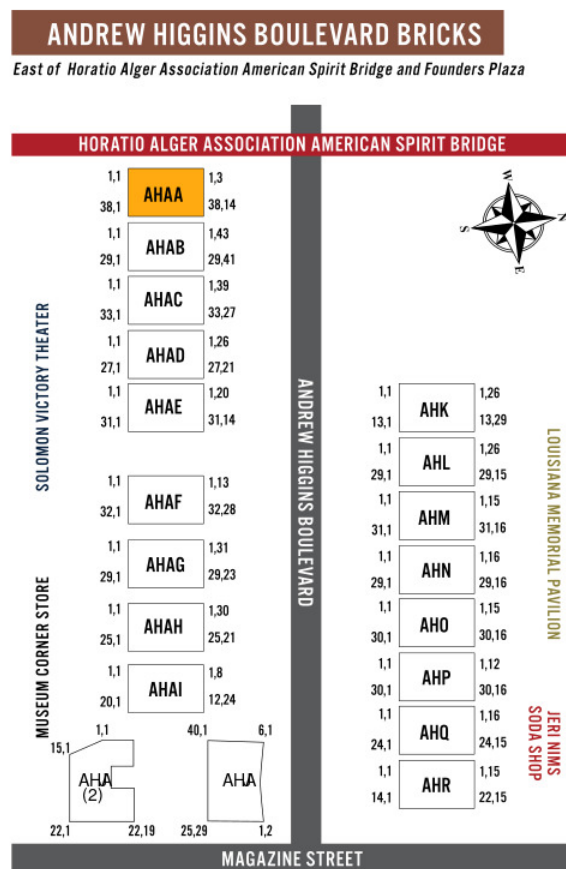 ANDREW HIGGINS BOULEVARD BRICKS
East of Horatio Alger Association American Spirit Bridge and Founders Plaza
HORATIO ALGER ASSOCIATION AMERICAN SPIRIT BRIDGE
W
N
S
E
1,1 AHAA 1,3
38,1 38,14
1,1 AHAB 1,43
29,1 29,41
1,1 AHAC 1,39
33,1 33,27
1,1 AHAD 1,26
27,1 27,21
1,1 AHAE 1,20
31,1 31,14
1,1 AHAF 1,13
32,1 32,28
1,1 AHAG 1,31
29,1 29,23
1,1 AHAH 1,30
25,1 25,21
1,1 AHAI 1,8
20,1 12,24
1,1
15,1
AHA
(2)
22,1 22,19
40,1 6,1
AHA
25,29 1,2
SOLOMON VICTORY THEATER
MUSEUM CORNER STORE
ANDREW HIGGINS BOULEVARD
1,1 AHK 1,26
13,1 13,29
1,1 AHL 1,26
29,1 29,15
1,1 AHM 1,15
31,1 31,16
1,1 AHN 1,16
29,1 29,16
1,1 AHO 1,15
30,1 30,16
1,1 AHP 1,12
30,1 30,16
1,1 AHQ 1,16
24,1 24,15
1,1 AHR 1,15
14,1 22,15
LOUISIANA MEMORIAL PAVILION
JERI NIMS
SODA SHOP
MAGAZINE STREET